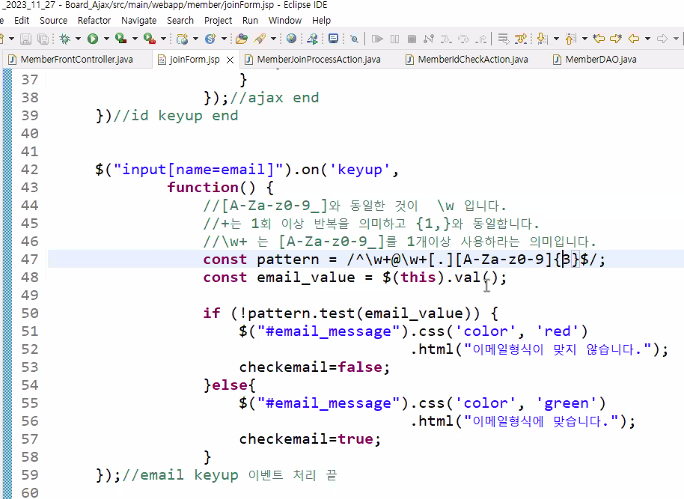 _2023_11_27 - Board_Ajax/src/main/webapp/member/joinForm.jsp - Eclipse IDE
Edit Source Refactor Navigate Search Project Run Window Help
MemberFrontController.java joinForm.jsp MemberJoinProcessAction.java MemberIdCheckAction.java MemberDAO.java
37 }
38 });//ajax end
39 })//id keyup end
40
41
42 $("input[name=email]").on('keyup',
43 function() {
44 //[A-Za-z0-9_]와 동일한 것이 \w 입니다.
45 //+는 1회 이상 반복을 의미하고 {1,}와 동일합니다.
46 //\w+ 는 [A-Za-z0-9_]를 1개이상 사용하라는 의미입니다.
47 const pattern = /^\w+@\w+[.][A-Za-z0-9]{3}$/;
48 const email_value = $(this).val();
49
50 if (!pattern.test(email_value)) {
51 $("#email_message").css('color', 'red')
52 .html("이메일형식이 맞지 않습니다.");
53 checkemail=false;
54 }else{
55 $("#email_message").css('color', 'green')
56 .html("이메일형식에 맞습니다.");
57 checkemail=true;
58 }
59 });//email keyup 이벤트 처리 끝
60